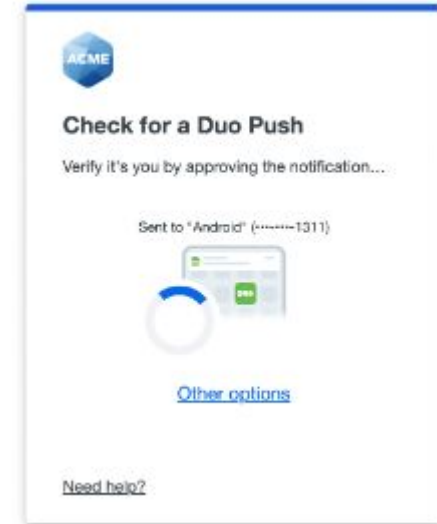 ACME
Check for a Duo Push
Verify it's you by approving the notification...
Sent to "Android" (········1311)
DUO
Other options
Need help?